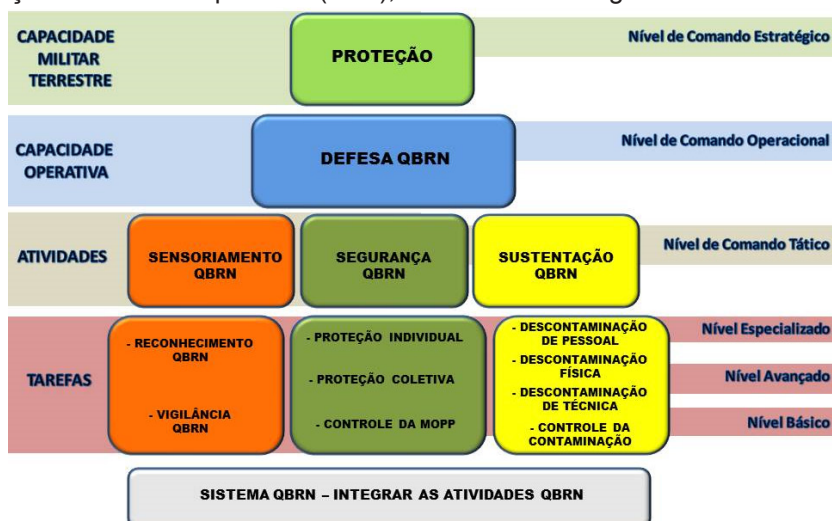 CAPACIDADE
MILITAR
TERRESTRE
PROTEÇÃO
Nível de Comando Estratégico
CAPACIDADE
OPERATIVA
DEFESA QBRN
Nível de Comando Operacional
ATIVIDADES
SENSORIAMENTO
QBRN
SEGURANÇA
QBRN
SUSTENTAÇÃO
QBRN
Nível de Comando Tático
TAREFAS
- RECONHECIMENTO
QBRN
- VIGILÂNCIA
QBRN
- PROTEÇÃO INDIVIDUAL
- PROTEÇÃO COLETIVA
- CONTROLE DA MOPP
- DESCONTAMINAÇÃO
DE PESSOAL
- DESCONTAMINAÇÃO
FÍSICA
- DESCONTAMINAÇÃO
DE TÉCNICA
- CONTROLE DA
CONTAMINAÇÃO
Nível Especializado
Nível Avançado
Nível Básico
SISTEMA QBRN – INTEGRAR AS ATIVIDADES QBRN